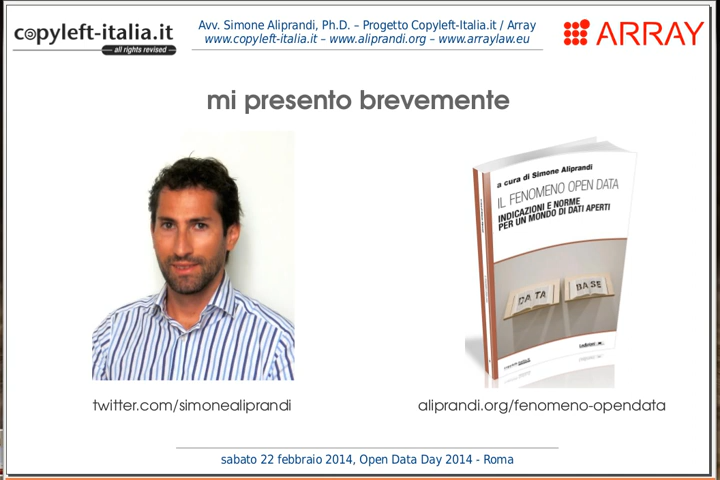 copyleft-italia.it
all rights revised
Avv. Simone Aliprandi, Ph.D. – Progetto Copyleft-Italia.it / Array
www.copyleft-italia.it – www.aliprandi.org – www.arraylaw.eu
ARRAY
mi presento brevemente
a cura di Simone Aliprandi
IL FENOMENO OPEN DATA
INDICAZIONI E NORME
PER UN MONDO DI DATI APERTI
DATA BASE
Ledizioni
twitter.com/simonealiprandi
aliprandi.org/fenomeno-opendata
sabato 22 febbraio 2014, Open Data Day 2014 - Roma